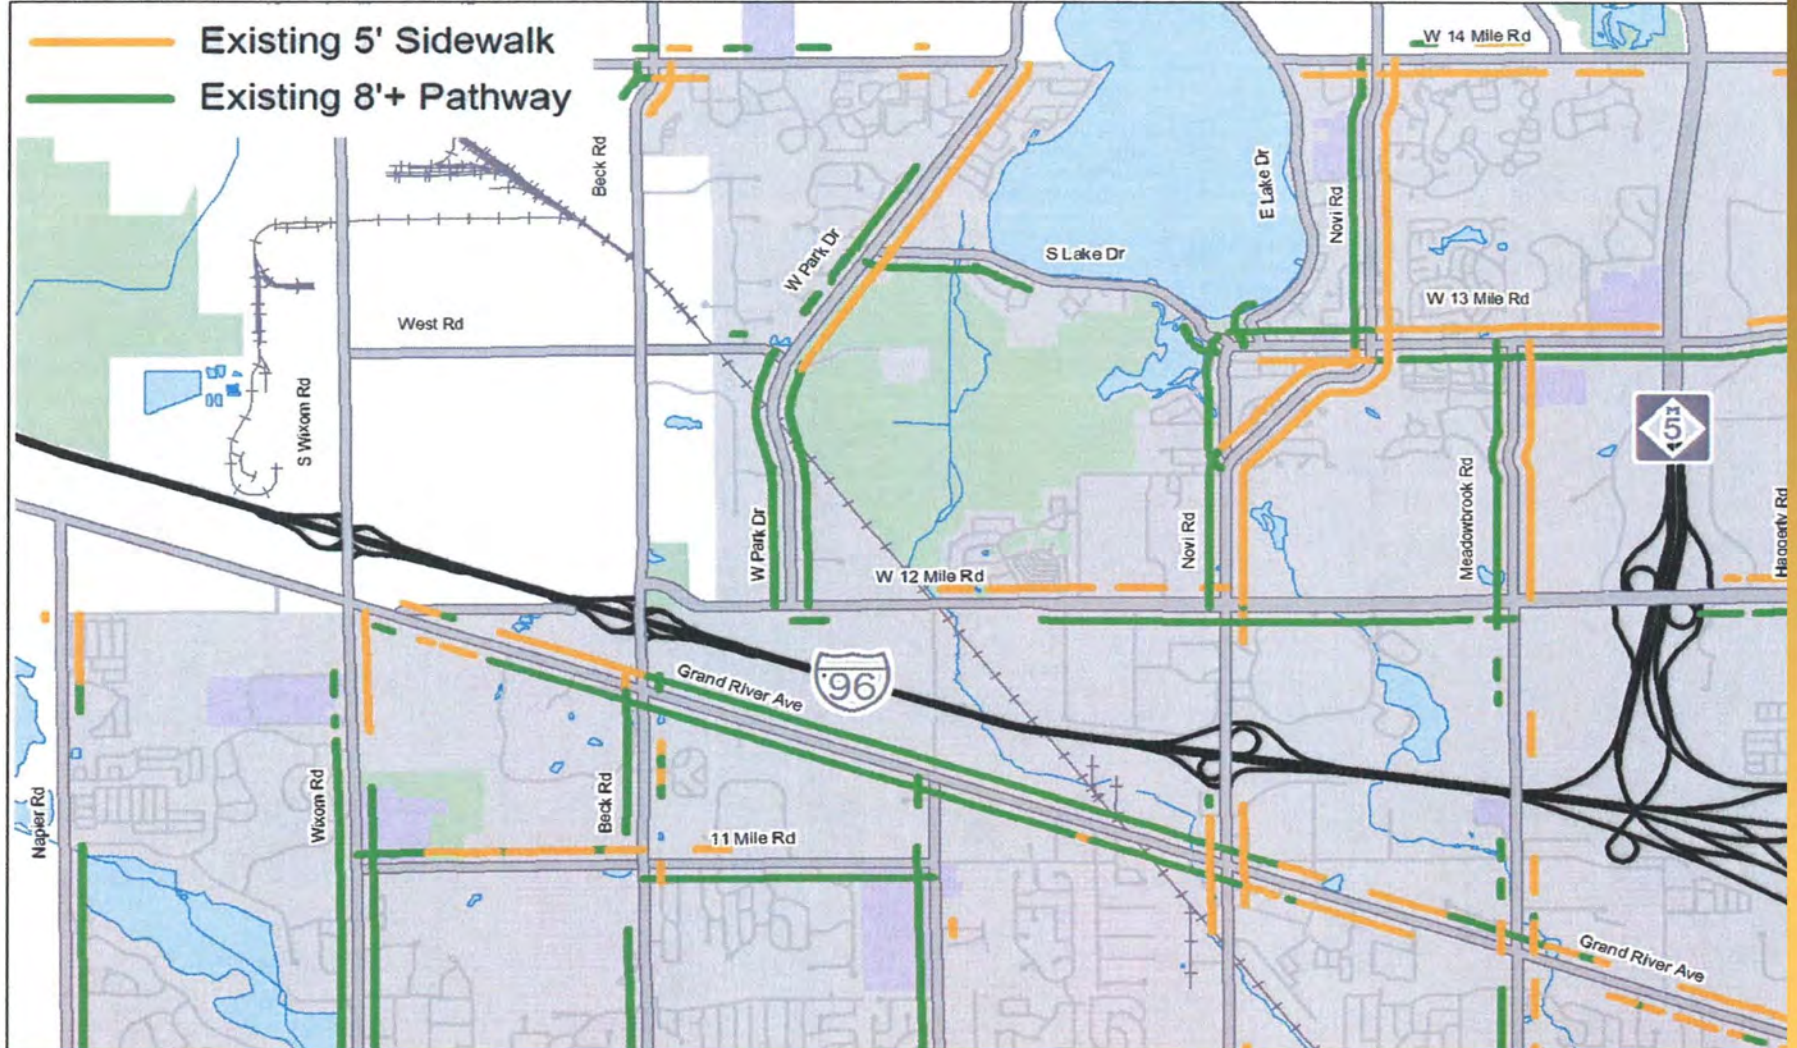 Existing 5' Sidewalk
Existing 8'+ Pathway
W 14 Mile Rd
Beck Rd
E Lake Dr
Novi Rd
W Park Dr
S Lake Dr
W 13 Mile Rd
West Rd
S Wixom Rd
M
5
W Park Dr
W 12 Mile Rd
Novi Rd
Meadowbrook Rd
Haggerty Rd
Grand River Ave
96
Napier Rd
Wixom Rd
Beck Rd
11 Mile Rd
Grand River Ave